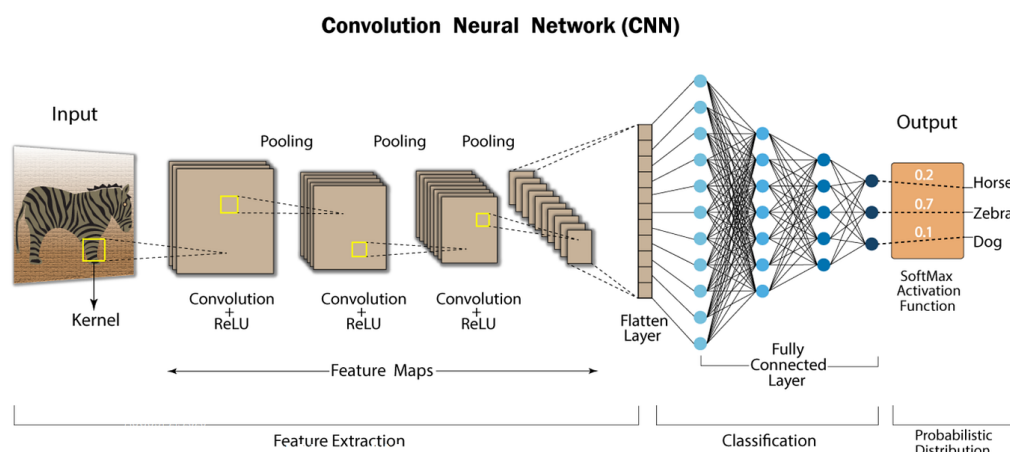 Convolution Neural Network (CNN)
Input
Pooling
Pooling
Pooling
Output
0.2
Horse
0.7
Zebra
0.1
Dog
Kernel
Convolution
+
ReLU
Convolution
+
ReLU
Convolution
+
ReLU
Flatten
Layer
SoftMax
Activation
Function
Fully
Connected
Layer
Feature Maps
Feature Extraction
Classification
Probabilistic
Distribution